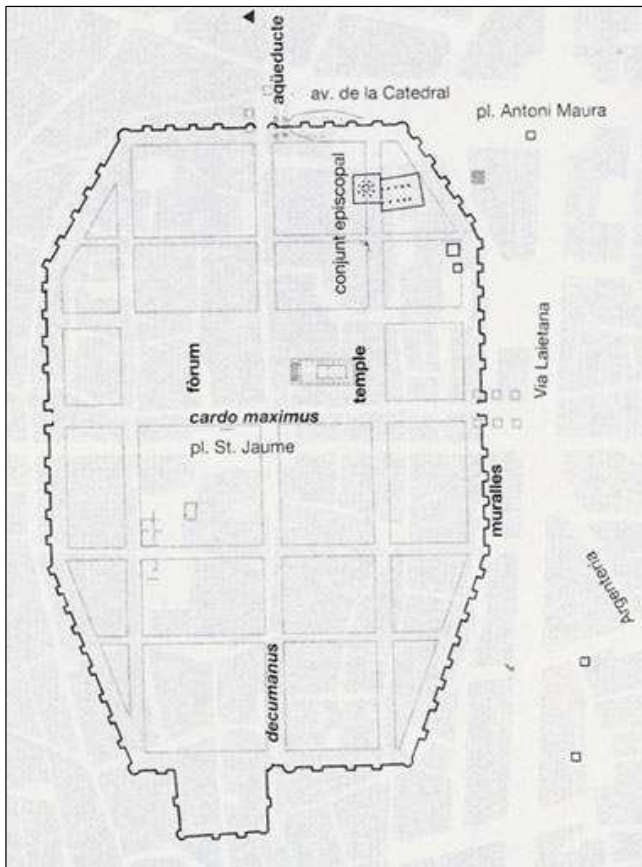 aqüeducte
av. de la Catedral
pl. Antoni Maura
conjunt episcopal
Via Laietana
fòrum
temple
cardo maximus
pl. St. Jaume
muralles
Argenteria
decumanus